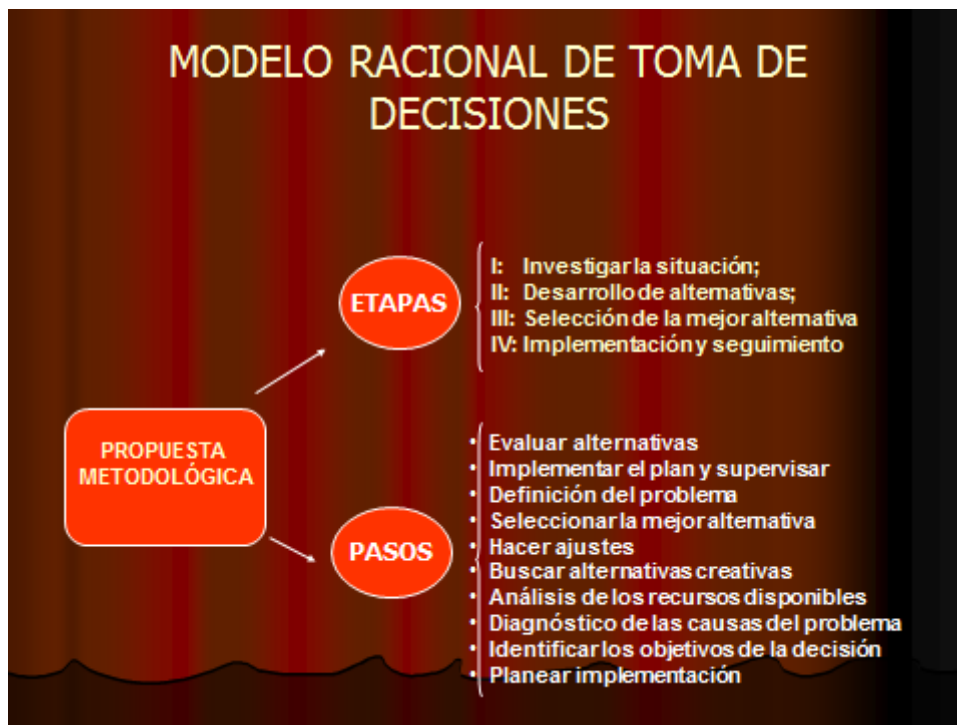 MODELO RACIONAL DE TOMA DE
DECISIONES
ETAPAS
I: Investigar la situación;
II: Desarrollo de alternativas;
III: Selección de la mejor alternativa
IV: Implementación y seguimiento
PROPUESTA
METODOLÓGICA
PASOS
• Evaluar alternativas
• Implementar el plan y supervisar
• Definición del problema
• Seleccionar la mejor alternativa
• Hacer ajustes
• Buscar alternativas creativas
• Análisis de los recursos disponibles
• Diagnóstico de las causas del problema
• Identificar los objetivos de la decisión
• Planear implementación